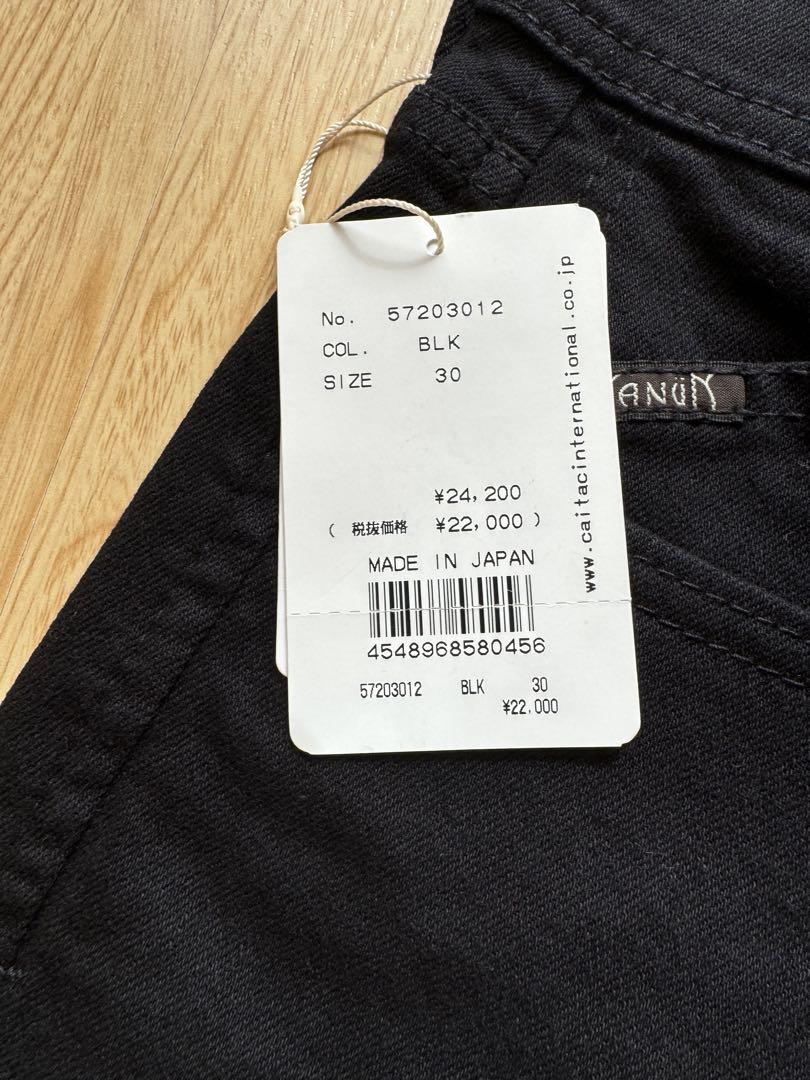 No. 57203012
COL. BLK
SIZE 30
¥24,200
( 税抜価格 ¥22,000 )
MADE IN JAPAN
4548968580456
57203012 BLK 30
¥22,000
www.caitacinternational.co.jp